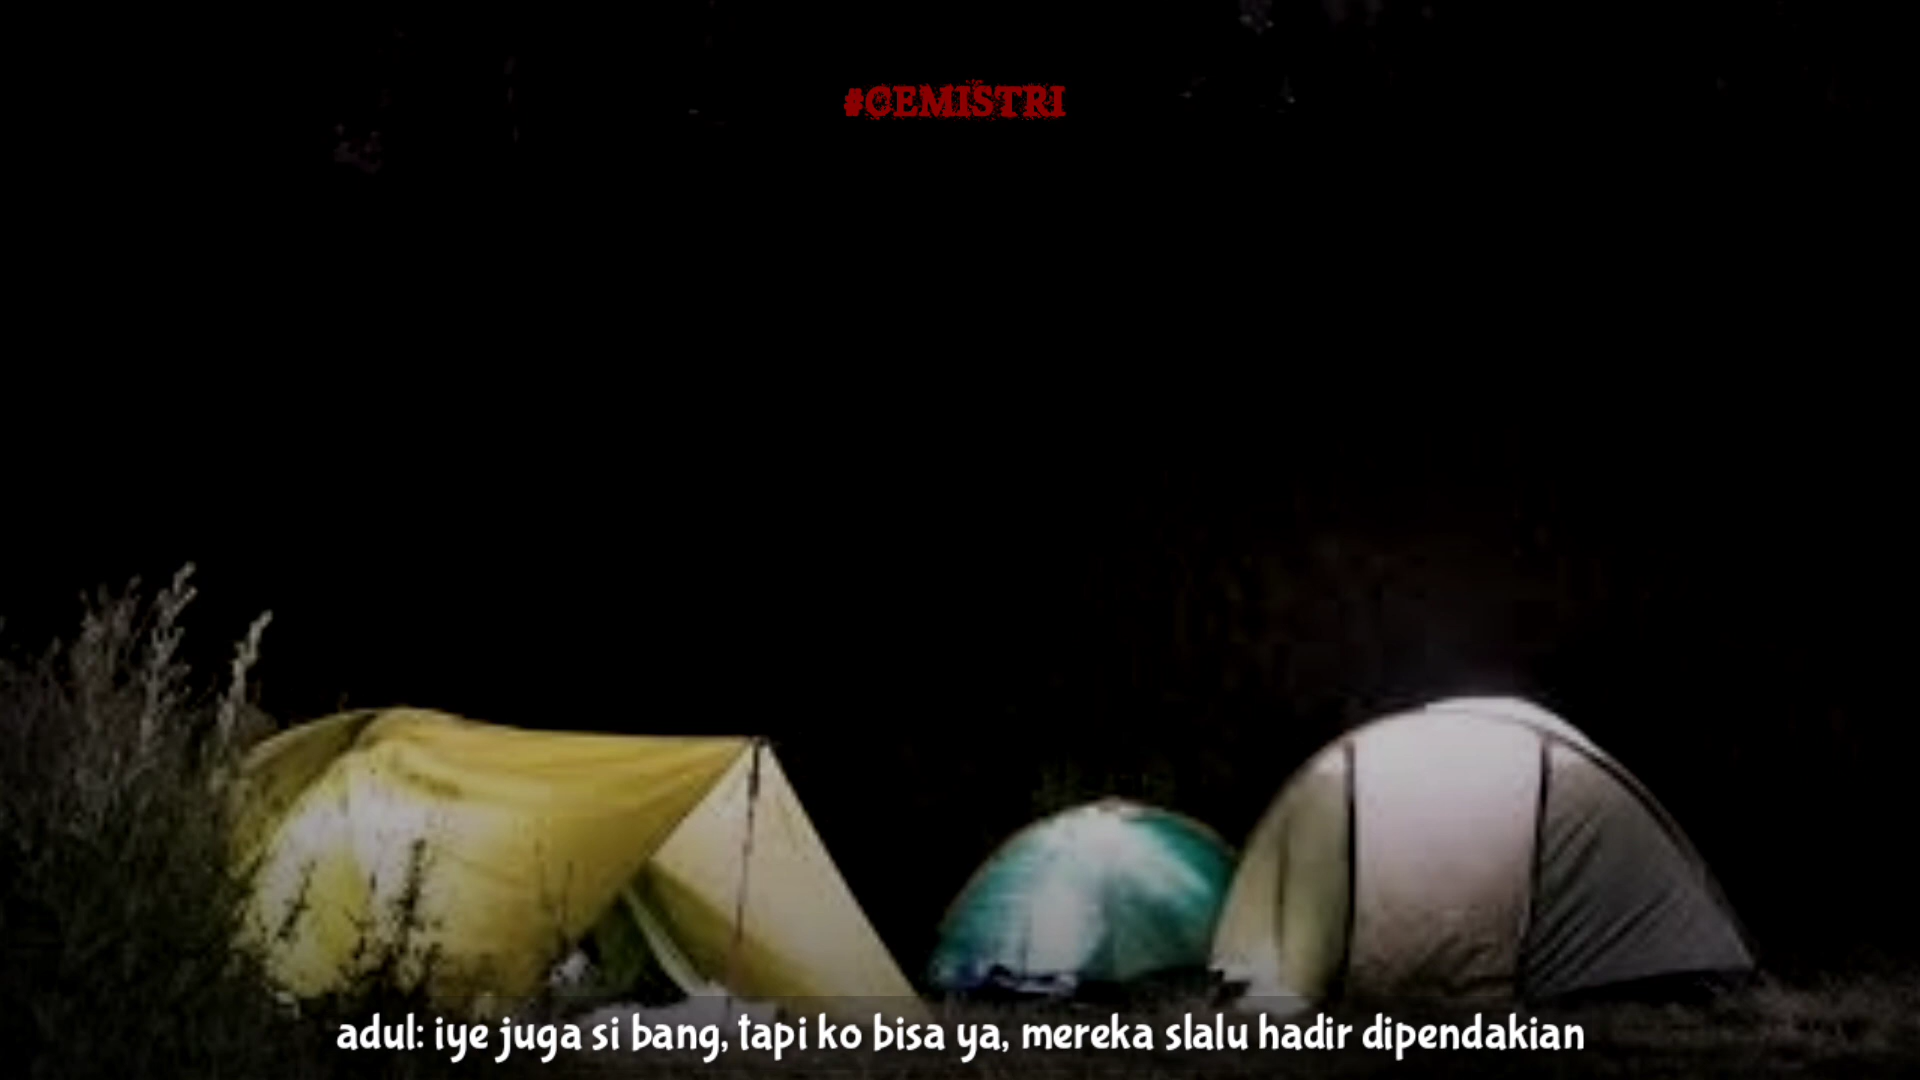 #CEMISTRI
adul: iye juga si bang, tapi ko bisa ya, mereka slalu hadir dipendakian